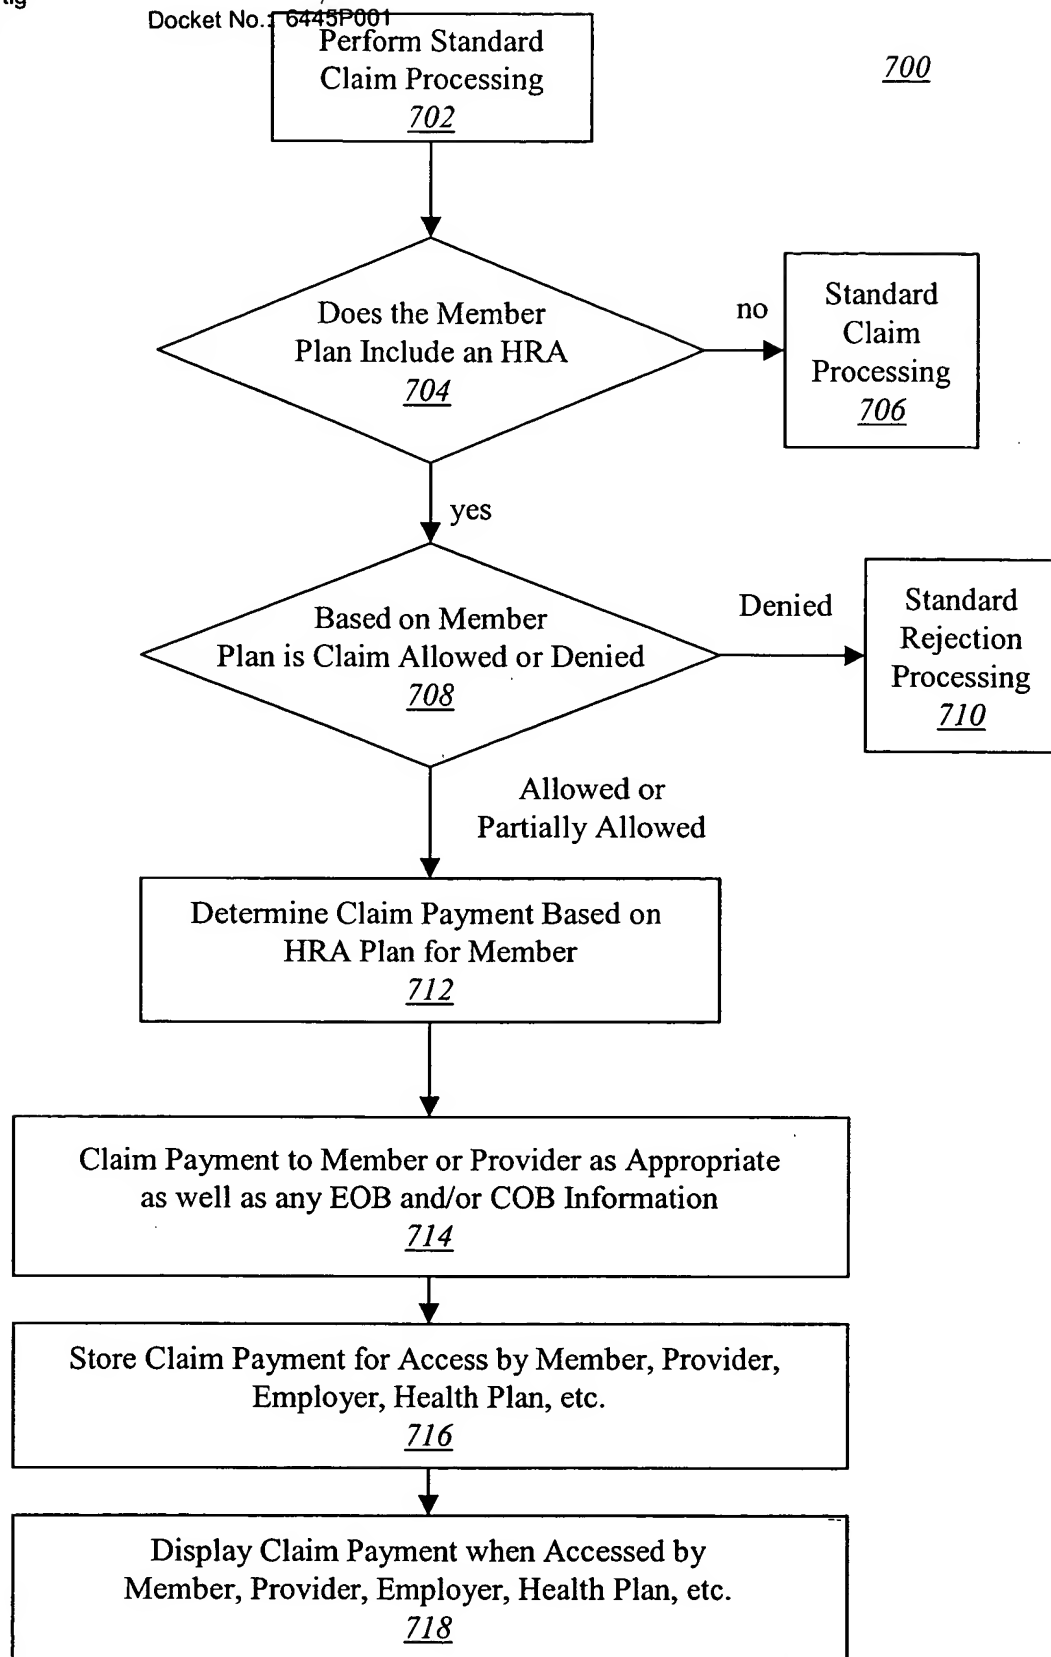 Docket No.: 6445P001
Perform Standard
Claim Processing
702
700
Does the Member
Plan Include an HRA
704
no
Standard
Claim
Processing
706
yes
Based on Member
Plan is Claim Allowed or Denied
708
Denied
Standard
Rejection
Processing
710
Allowed or
Partially Allowed
Determine Claim Payment Based on
HRA Plan for Member
712
Claim Payment to Member or Provider as Appropriate
as well as any EOB and/or COB Information
714
Store Claim Payment for Access by Member, Provider,
Employer, Health Plan, etc.
716
Display Claim Payment when Accessed by
Member, Provider, Employer, Health Plan, etc.
718